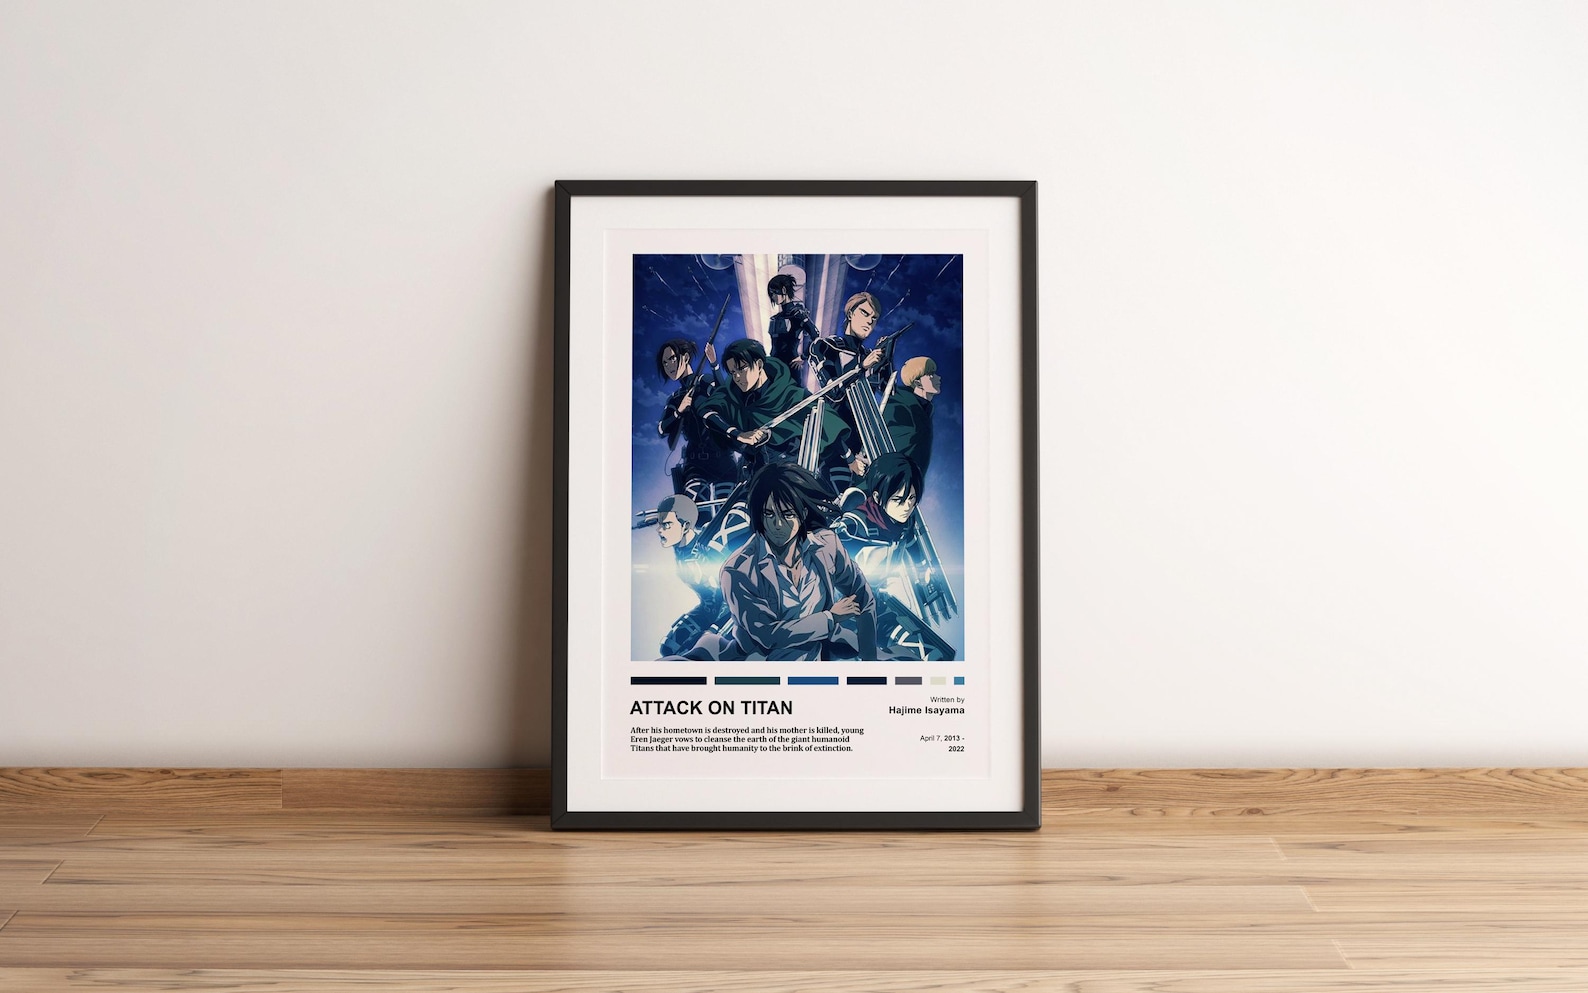 ATTACK ON TITAN
Written by
Hajime Isayama
After his hometown is destroyed and his mother is killed, young
Eren Jaeger vows to cleanse the earth of the giant humanoid
Titans that have brought humanity to the brink of extinction.
April 7, 2013 -
2022